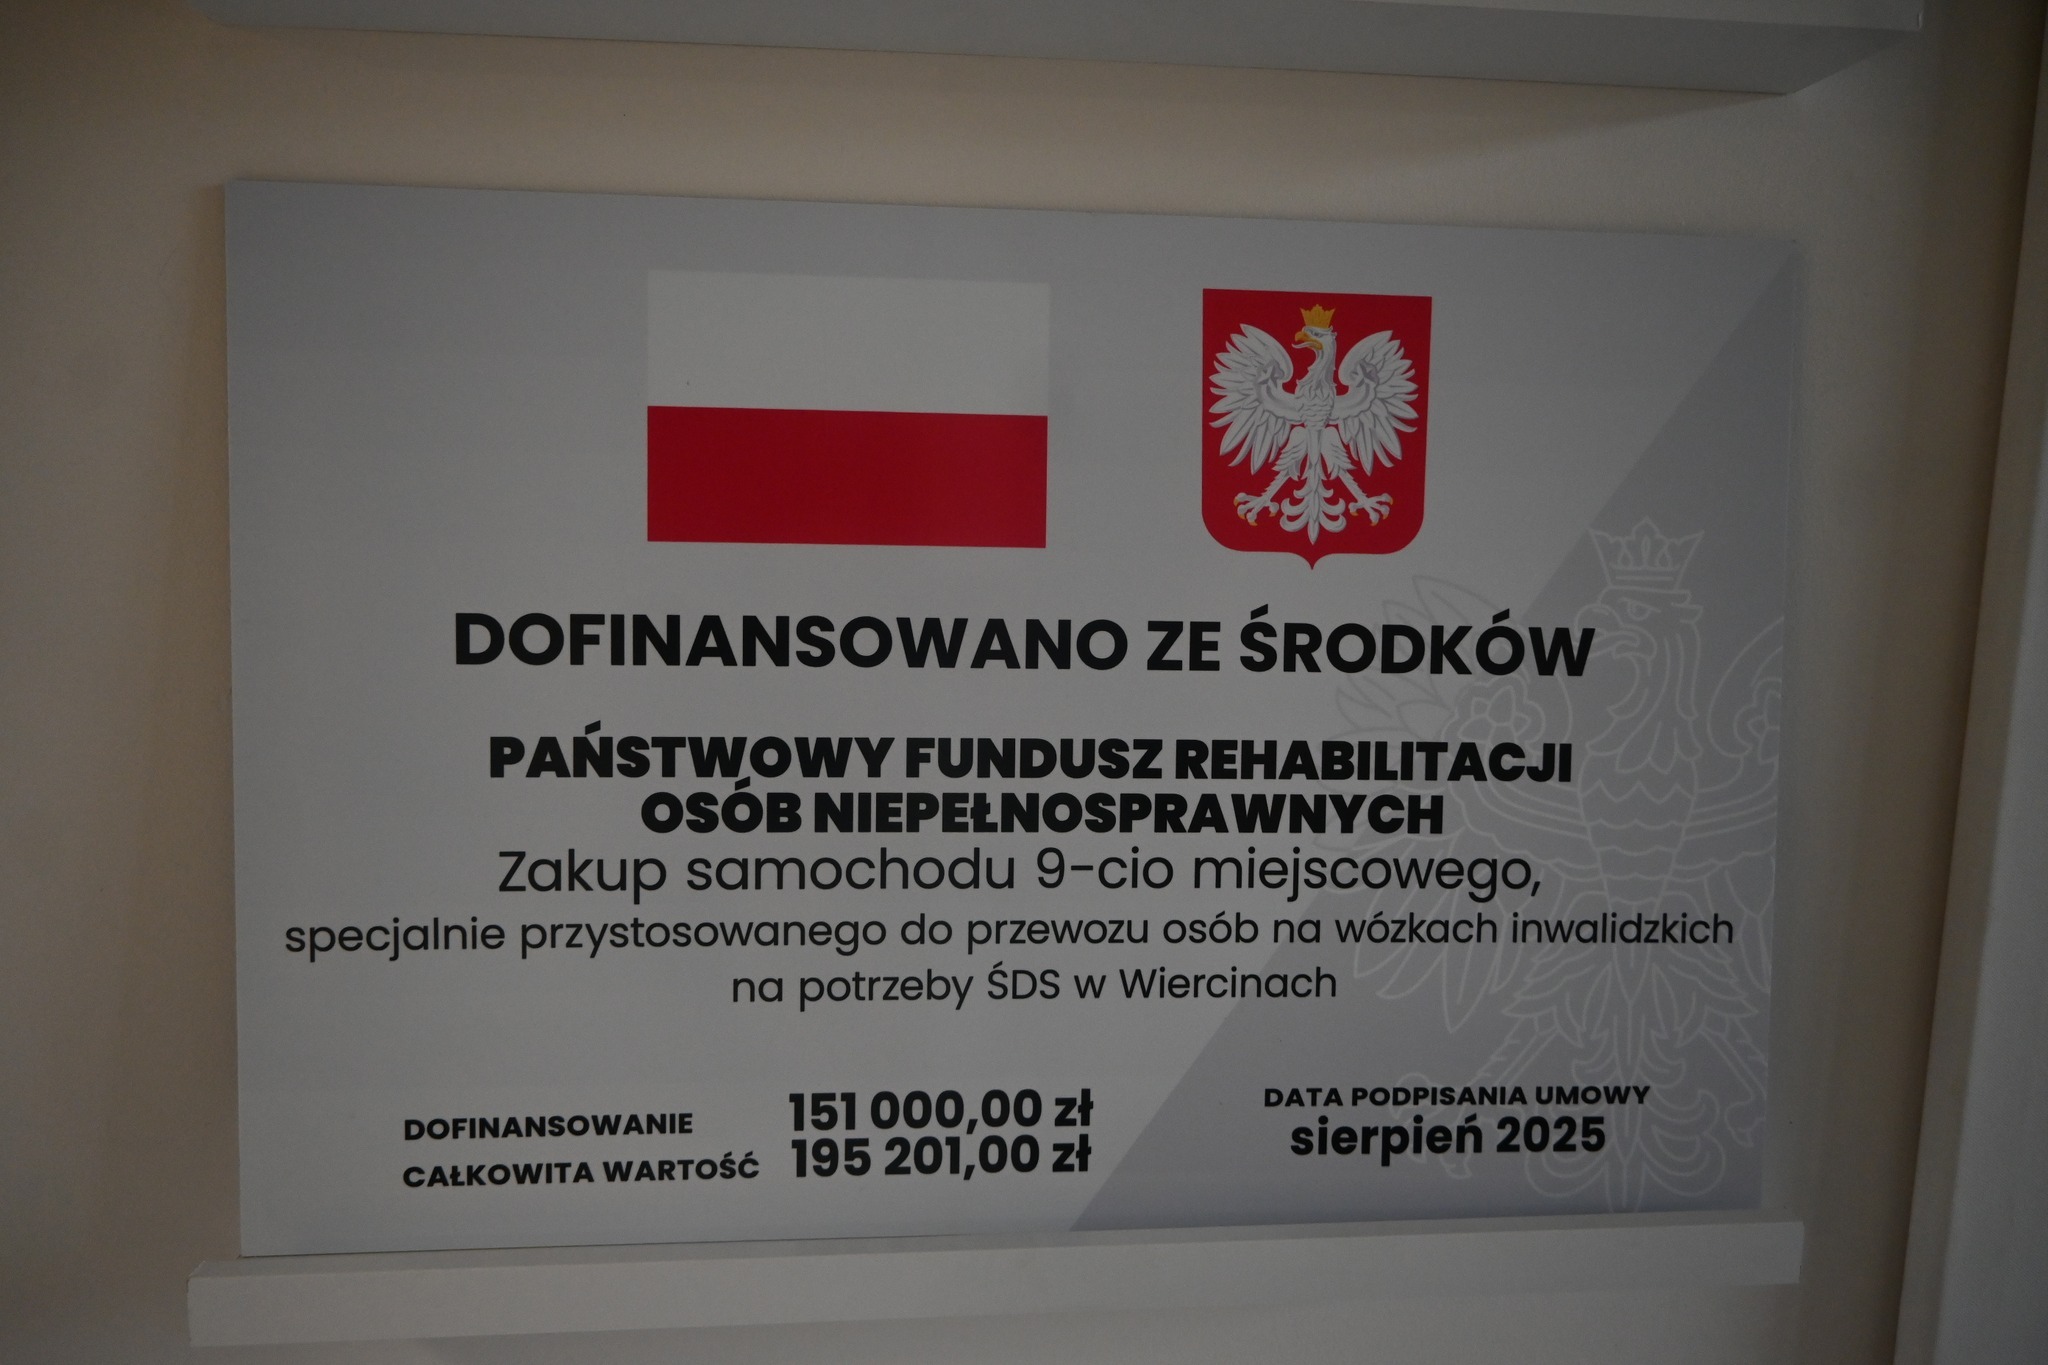 DOFINANSOWANO ZE ŚRODKÓW
PAŃSTWOWY FUNDUSZ REHABILITACJI
OSÓB NIEPEŁNOSPRAWNYCH
Zakup samochodu 9-cio miejscowego,
specjalnie przystosowanego do przewozu osób na wózkach inwalidzkich
na potrzeby ŚDS w Wiercinach
DOFINANSOWANIE 151 000,00 zł
CAŁKOWITA WARTOŚĆ 195 201,00 zł
DATA PODPISANIA UMOWY
sierpień 2025